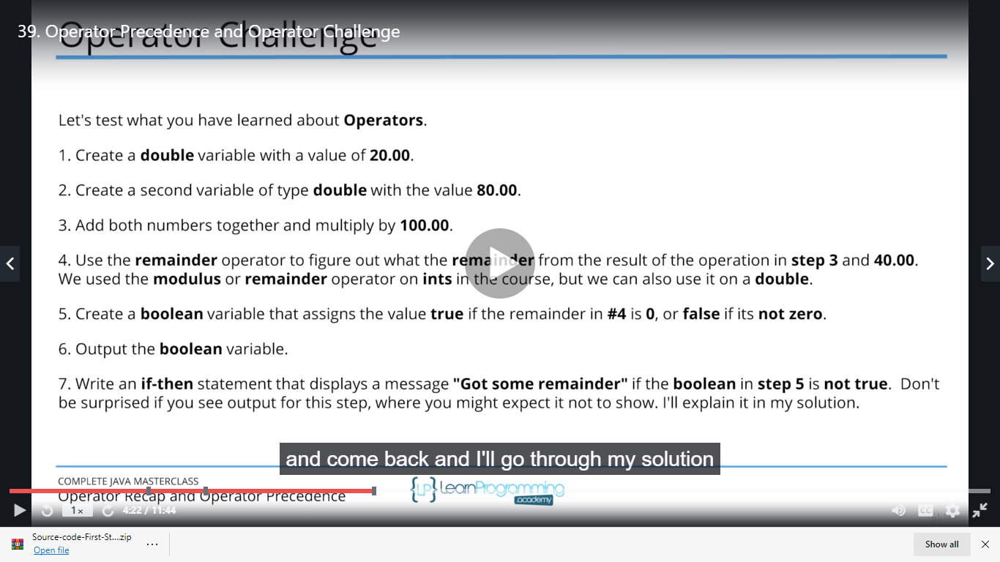 Operator Challenge
39. Operator Precedence and Operator Challenge
Let's test what you have learned about Operators.
1. Create a double variable with a value of 20.00.
2. Create a second variable of type double with the value 80.00.
3. Add both numbers together and multiply by 100.00.
4. Use the remainder operator to figure out what the remainder from the result of the operation in step 3 and 40.00.
We used the modulus or remainder operator on ints in the course, but we can also use it on a double.
5. Create a boolean variable that assigns the value true if the remainder in #4 is 0, or false if its not zero.
6. Output the boolean variable.
7. Write an if-then statement that displays a message "Got some remainder" if the boolean in step 5 is not true. Don't
be surprised if you see output for this step, where you might expect it not to show. I'll explain it in my solution.
and come back and I'll go through my solution
COMPLETE JAVA MASTERCLASS
Operator Recap and Operator Precedence
{LP} LearnProgramming
academy
1x
4:22 / 11:44
CC
Source-code-First-St....zip
Open file
Show all